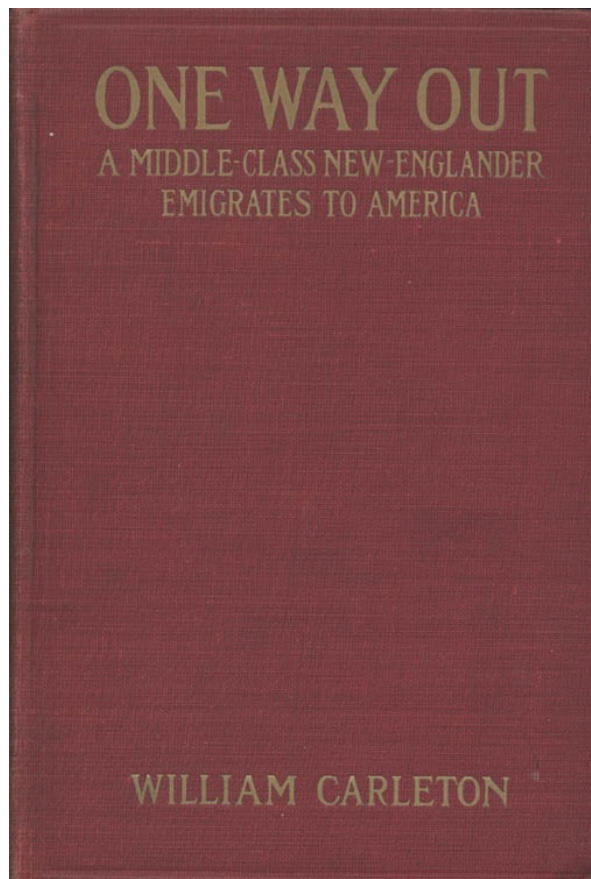 ONE WAY OUT
A MIDDLE-CLASS NEW-ENGLANDER
EMIGRATES TO AMERICA
WILLIAM CARLETON